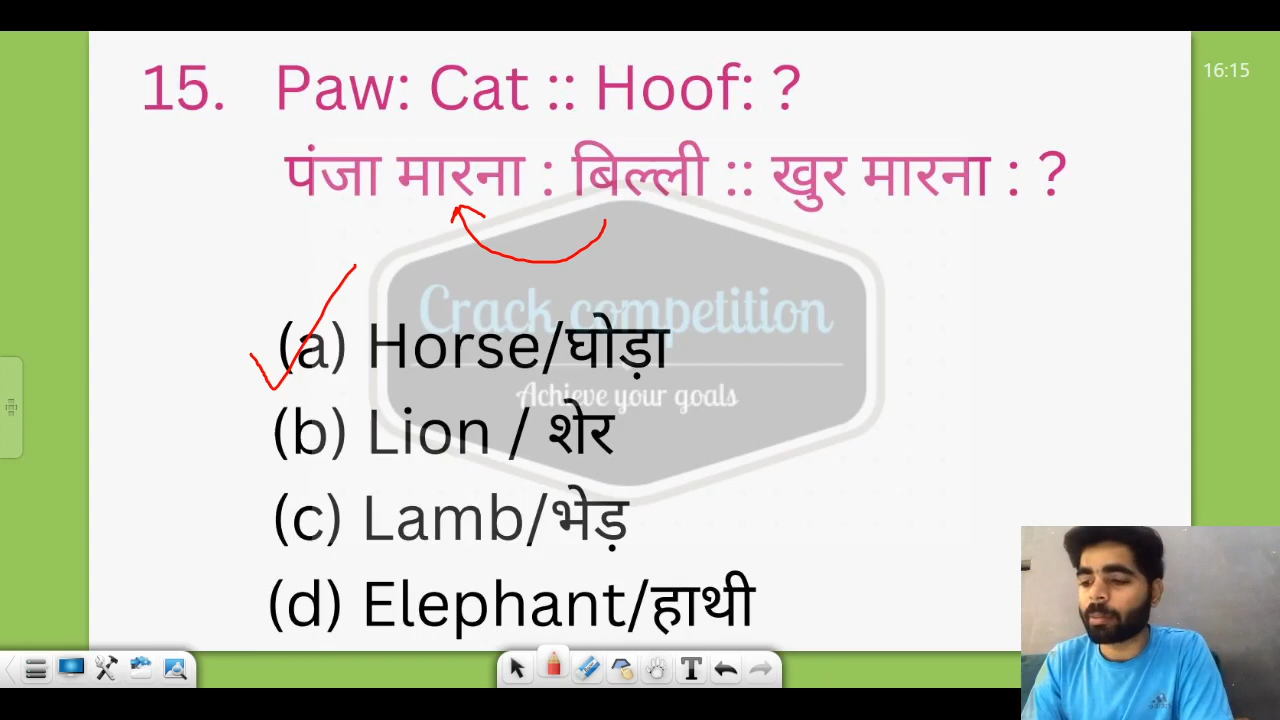 16:15
15. Paw: Cat :: Hoof: ?
पंजा मारना : बिल्ली :: खुर मारना : ?
Crack competition
(a) Horse/घोड़ा
Achieve your goals
(b) Lion / शेर
(c) Lamb/भेड़
(d) Elephant/हाथी